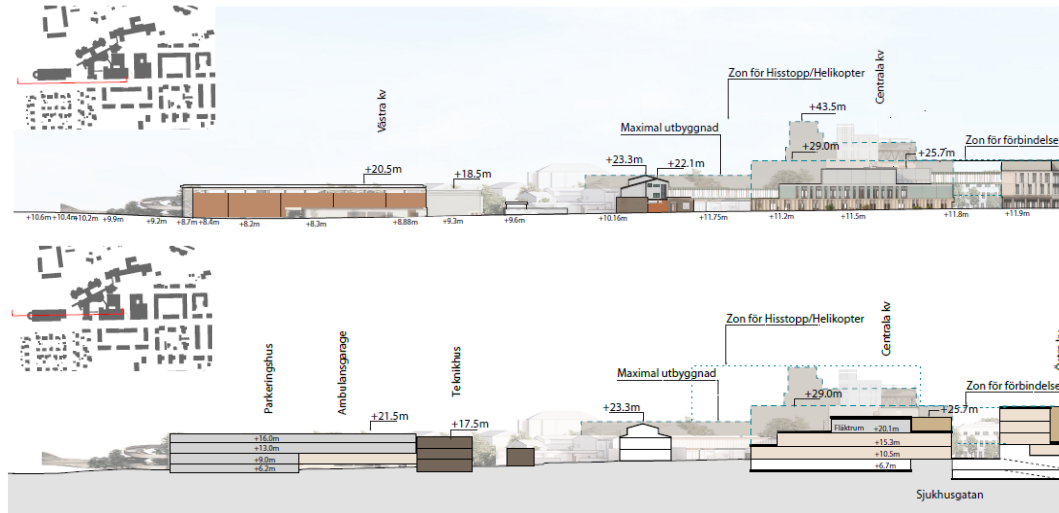 Zon för Hisstopp/Helikopter
Centrala kv
Västra kv
+43.5m
Maximal utbyggnad
+29.0m
+25.7m
Zon för förbindelse
+20.5m
+18.5m
+23.3m
+22.1m
+10.6m
+10.4m
+10.2m
+9.9m
+9.2m
+8.7m
+8.4m
+8.2m
+8.3m
+8.88m
+9.3m
+9.6m
+10.16m
+11.75m
+11.2m
+11.5m
+11.8m
+11.9m
Zon för Hisstopp/Helikopter
Centrala kv
Parkeringshus
Ambulansgarage
Teknikhus
Maximal utbyggnad
+29.0m
+25.7m
Zon för förbindelse
+21.5m
+17.5m
+23.3m
Fläktrum
+20.1m
+16.0m
+13.0m
+9.0m
+6.2m
+15.3m
+10.5m
+6.7m
Sjukhusgatan